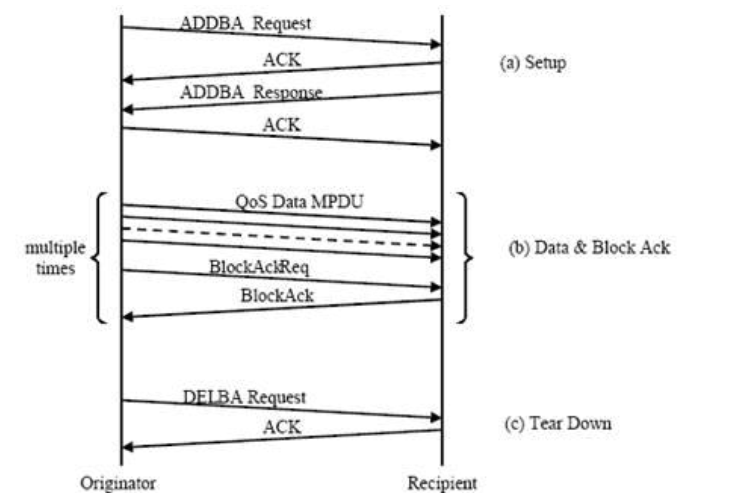 ADDBA Request
ACK
(a) Setup
ADDBA Response
ACK
QoS Data MPDU
multiple
times
(b) Data & Block Ack
BlockAckReq
BlockAck
DELBA Request
ACK
(c) Tear Down
Originator
Recipient